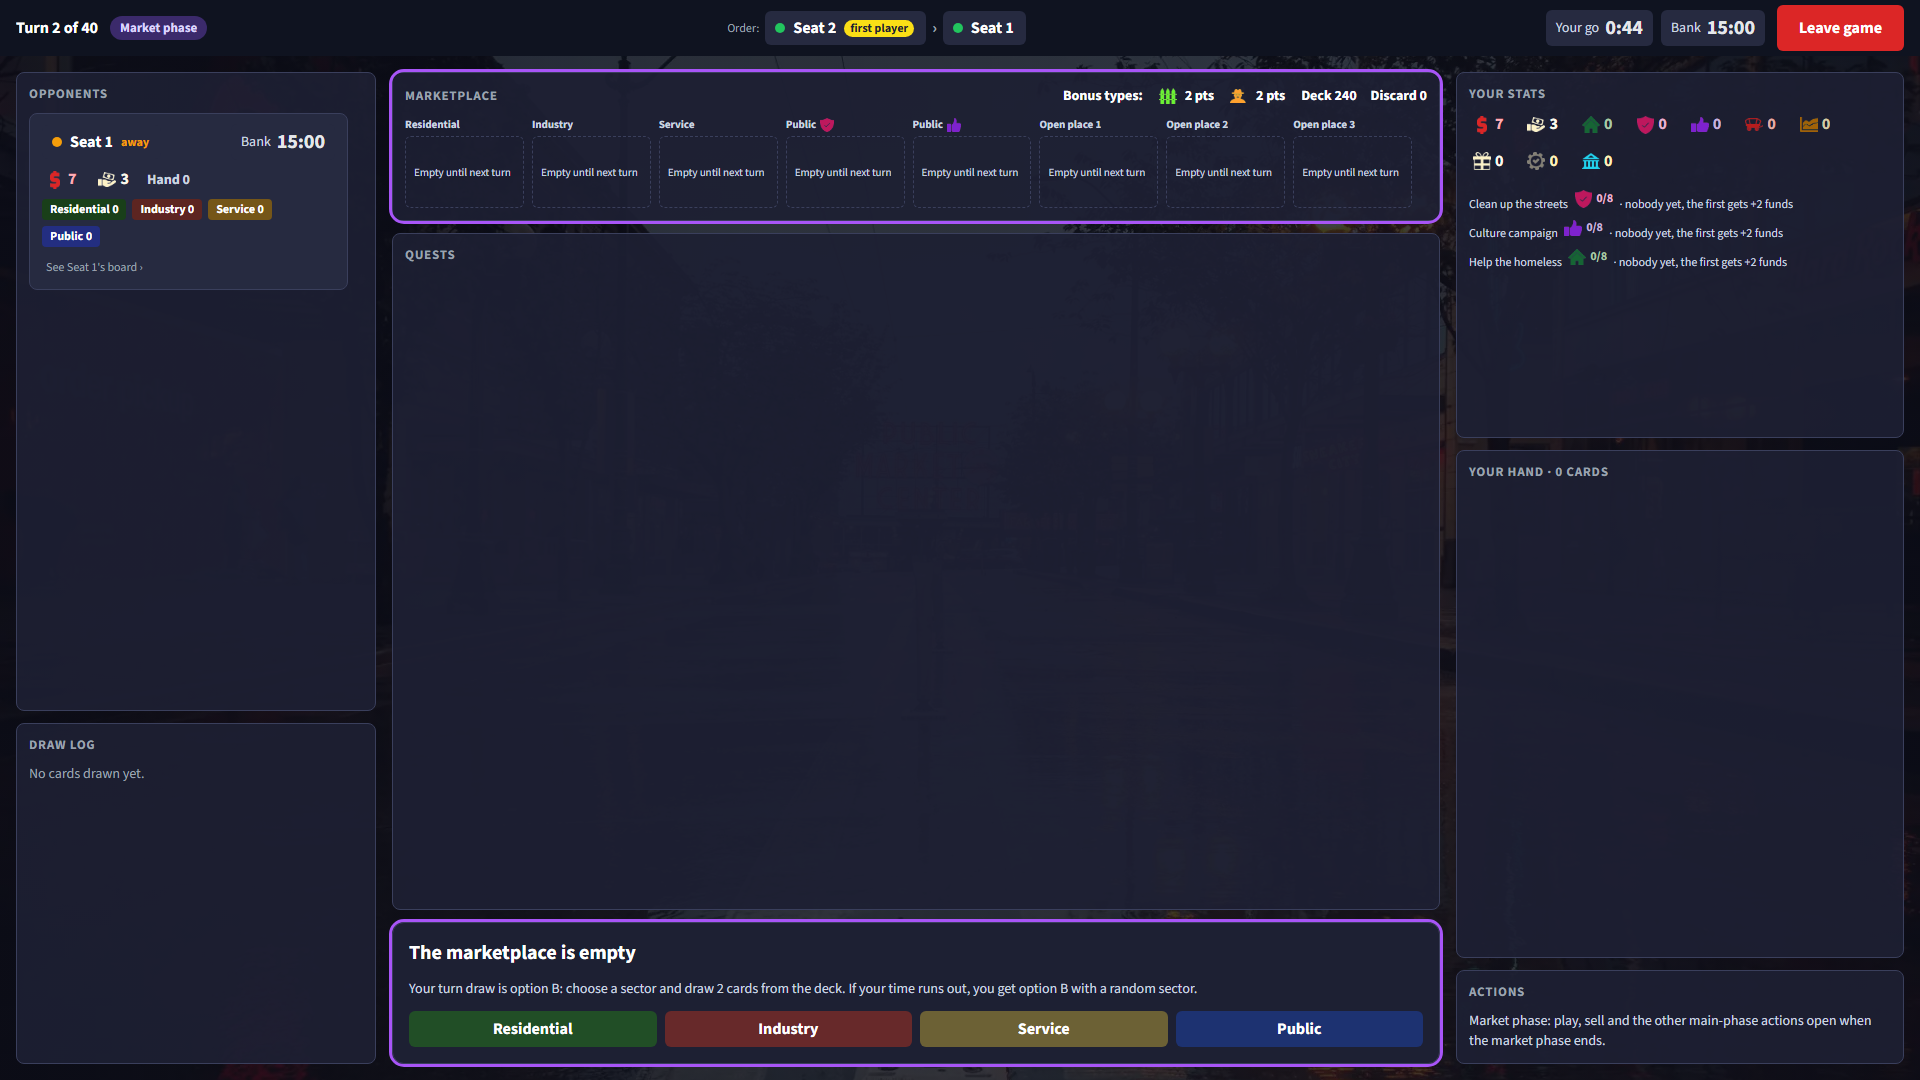 Turn 2 of 40
Market phase
Order:
Seat 2
first player
›
Seat 1
Your go 0:44
Bank 15:00
Leave game
OPPONENTS
Seat 1 away
Bank 15:00
7
3
Hand 0
Residential 0
Industry 0
Service 0
Public 0
See Seat 1's board ›
DRAW LOG
No cards drawn yet.
MARKETPLACE
Bonus types:
2 pts
2 pts
Deck 240
Discard 0
Residential
Industry
Service
Public
Public
Open place 1
Open place 2
Open place 3
Empty until next turn
Empty until next turn
Empty until next turn
Empty until next turn
Empty until next turn
Empty until next turn
Empty until next turn
Empty until next turn
QUESTS
The marketplace is empty
Your turn draw is option B: choose a sector and draw 2 cards from the deck. If your time runs out, you get option B with a random sector.
Residential
Industry
Service
Public
YOUR STATS
7
3
0
0
0
0
0
0
0
0
Clean up the streets 0/8 · nobody yet, the first gets +2 funds
Culture campaign 0/8 · nobody yet, the first gets +2 funds
Help the homeless 0/8 · nobody yet, the first gets +2 funds
YOUR HAND · 0 CARDS
ACTIONS
Market phase: play, sell and the other main-phase actions open when
the market phase ends.